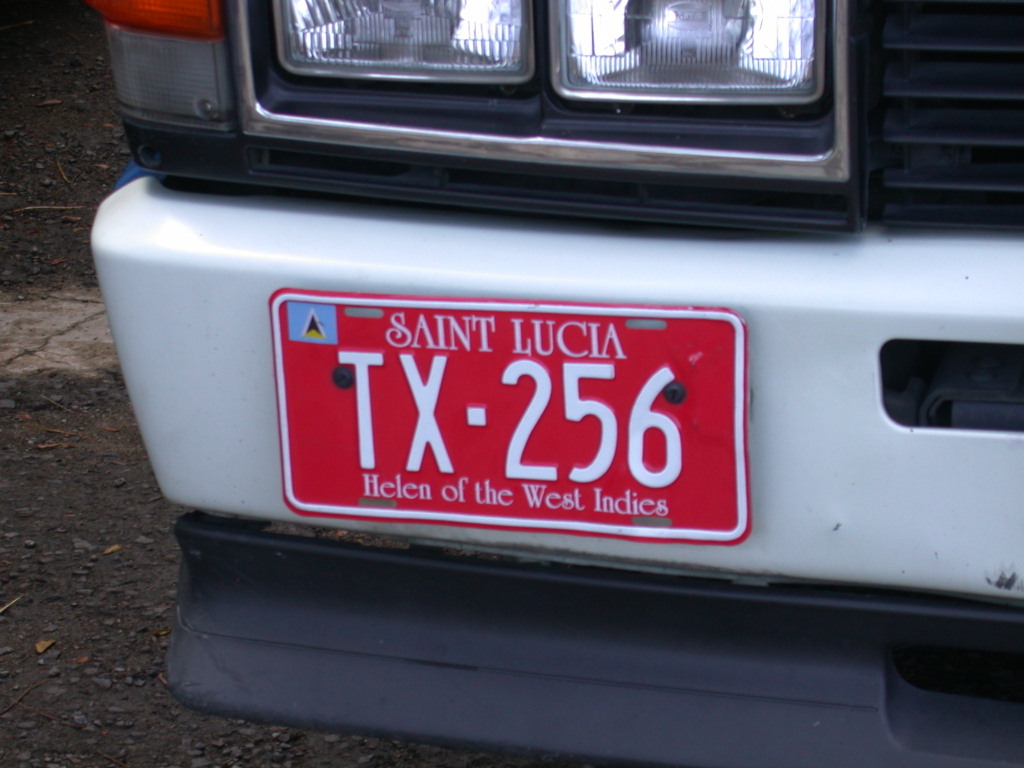 SAINT LUCIA
TX·256
Helen of the West Indies